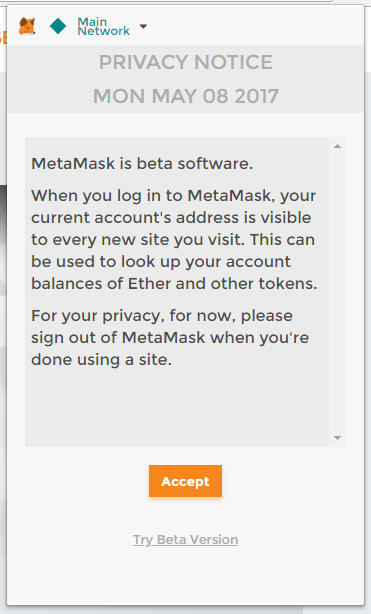 Main
Network
PRIVACY NOTICE
MON MAY 08 2017
MetaMask is beta software.
When you log in to MetaMask, your
current account's address is visible
to every new site you visit. This can
be used to look up your account
balances of Ether and other tokens.
For your privacy, for now, please
sign out of MetaMask when you're
done using a site.
Accept
Try Beta Version